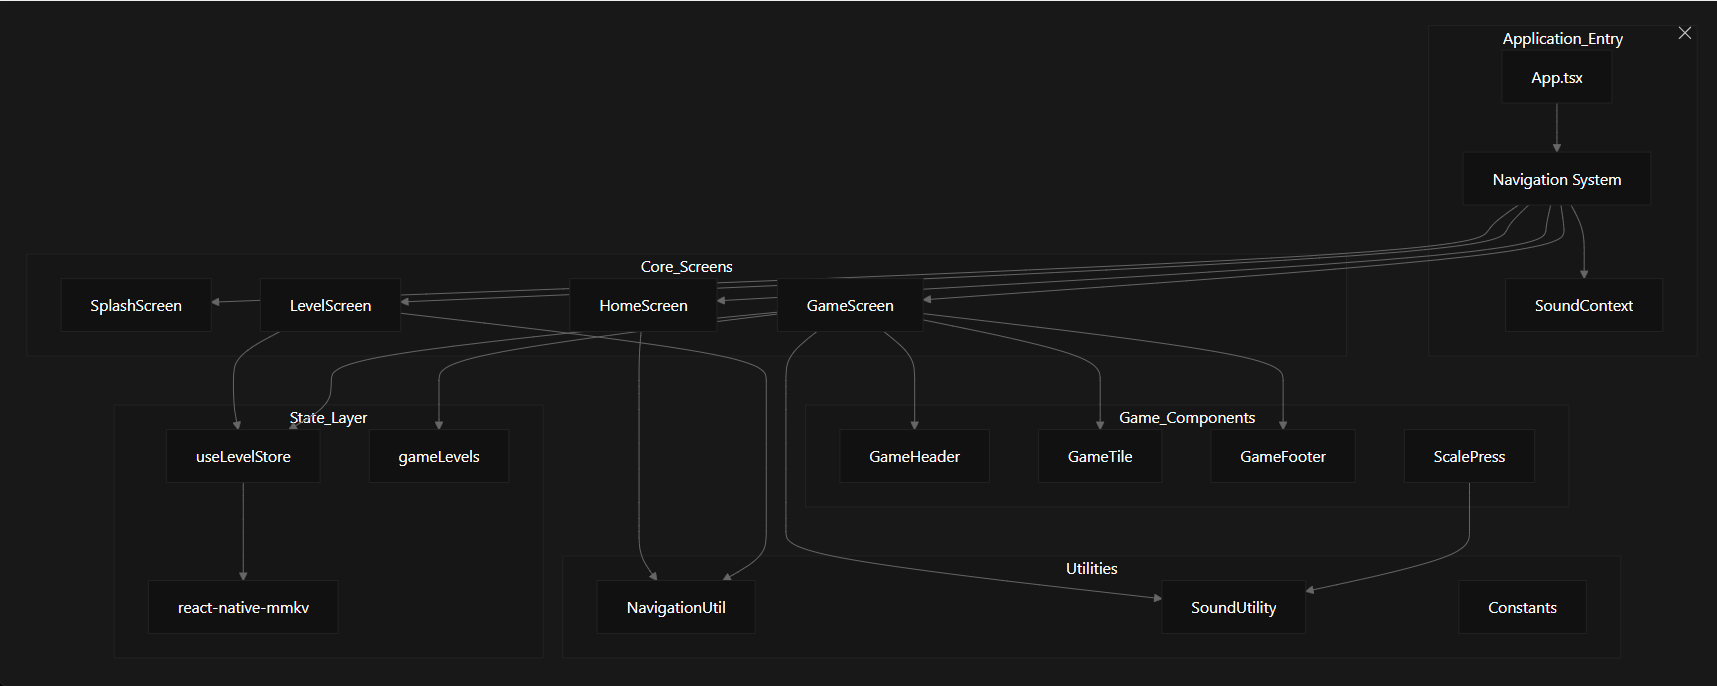 Application_Entry
App.tsx
Navigation System
Core_Screens
SplashScreen
LevelScreen
HomeScreen
GameScreen
SoundContext
State_Layer
Game_Components
useLevelStore
gameLevels
GameHeader
GameTile
GameFooter
ScalePress
Utilities
react-native-mmkv
NavigationUtil
SoundUtility
Constants